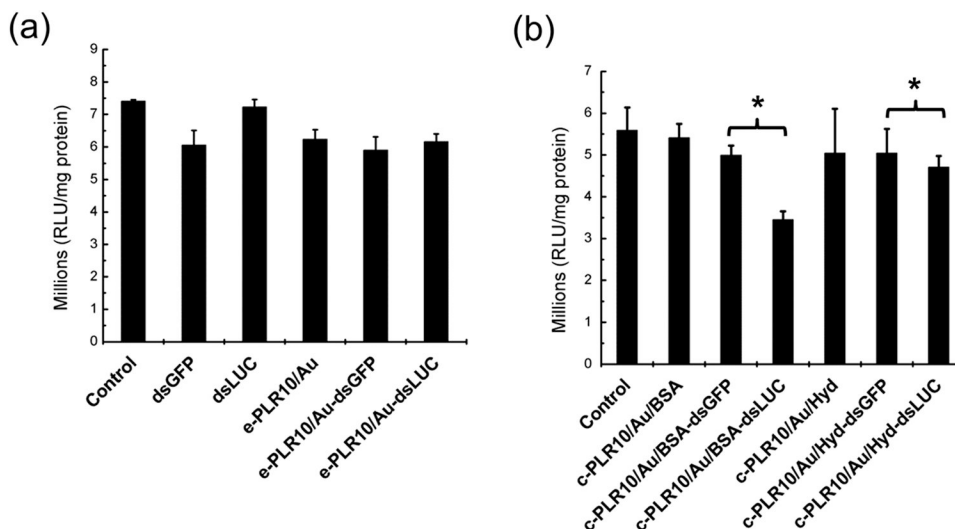 (a)
Millions (RLU/mg protein)
9
8
7
6
5
4
3
2
1
0
Control
dsGFP
dsLUC
e-PLR10/Au
e-PLR10/Au-dsGFP
e-PLR10/Au-dsLUC
(b)
Millions (RLU/mg protein)
7
6
5
4
3
2
1
0
*
*
Control
c-PLR10/Au/BSA
c-PLR10/Au/BSA-dsGFP
c-PLR10/Au/BSA-dsLUC
c-PLR10/Au/Hyd
c-PLR10/Au/Hyd-dsGFP
c-PLR10/Au/Hyd-dsLUC